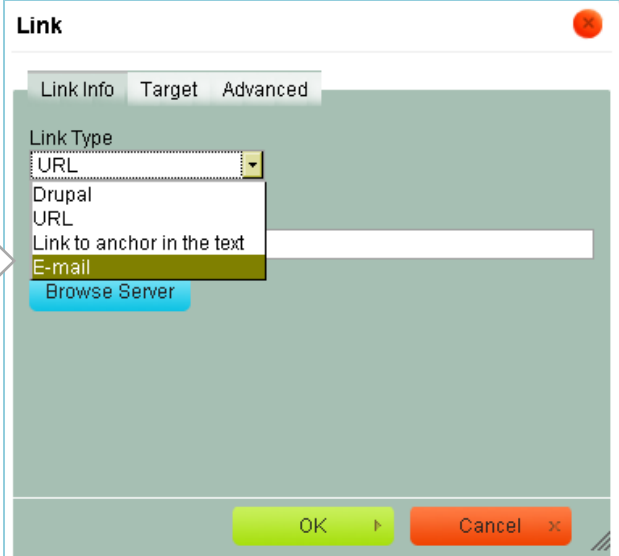 Link
Link Info Target Advanced
Link Type
URL
Drupal
URL
Link to anchor in the text
E-mail
Browse Server
OK Cancel